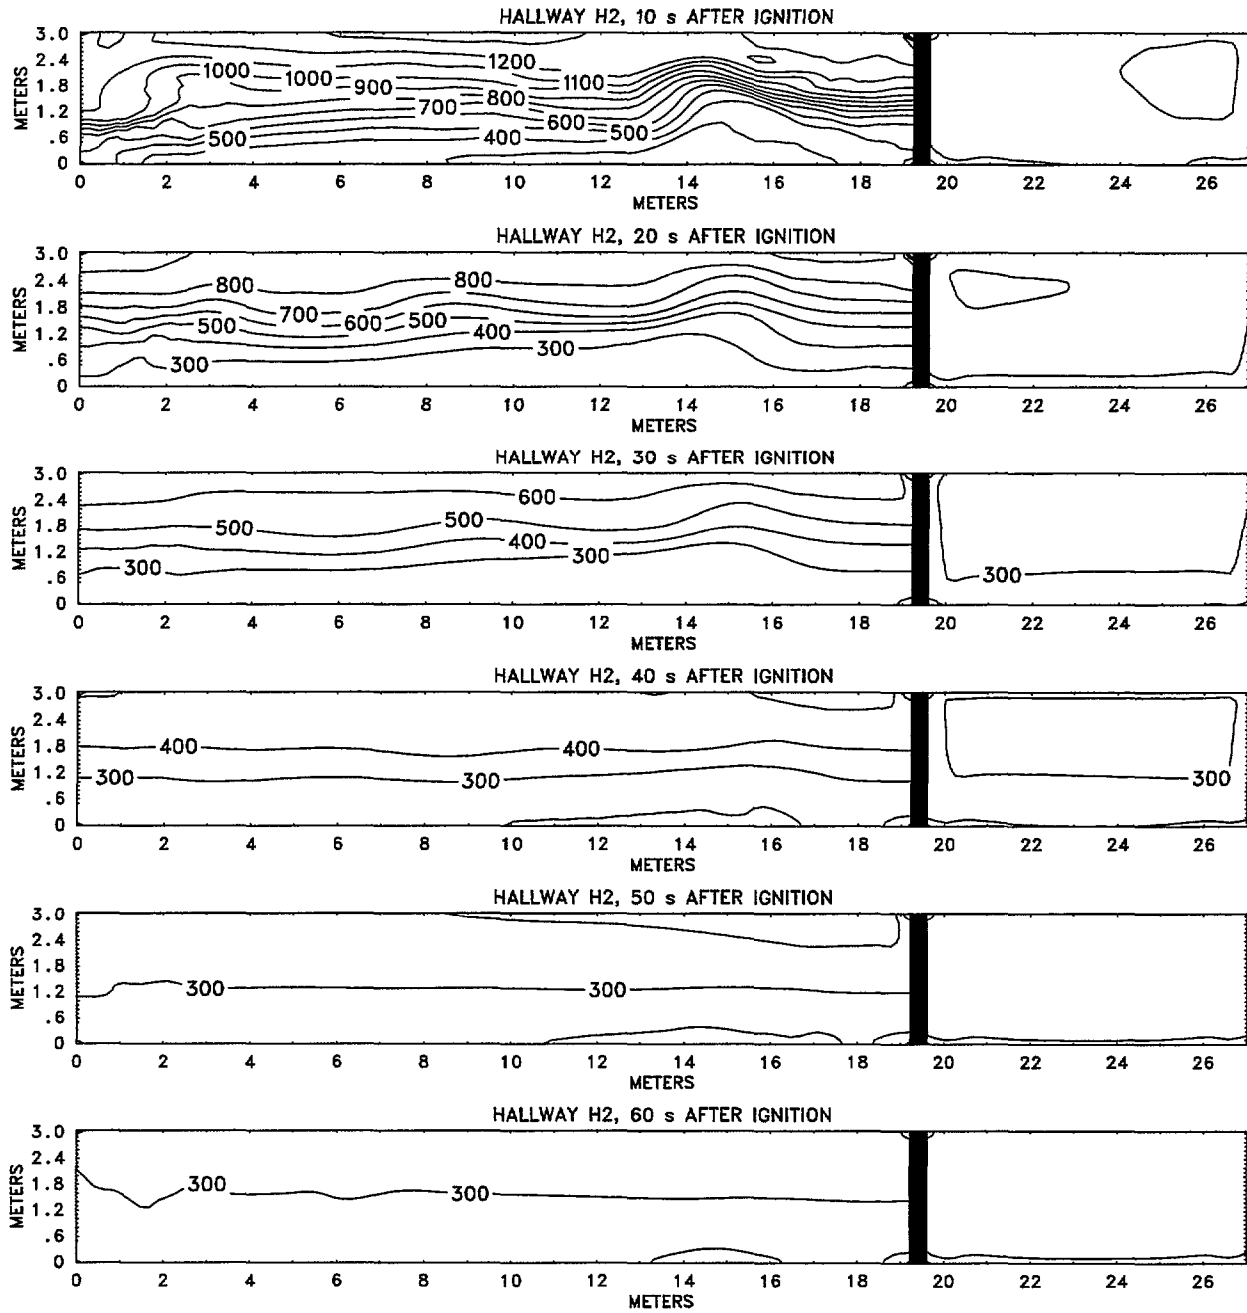 HALLWAY H2, 10 s AFTER IGNITION
3.0
2.4
1.8
1.2
.6
0
METERS
1000 1000 900 1200 1100
700 800 600
500 400 500
0 2 4 6 8 10 12 14 16 18 20 22 24 26
METERS
HALLWAY H2, 20 s AFTER IGNITION
3.0
2.4
1.8
1.2
.6
0
METERS
800 800
700
500 600 500 400
300 300
0 2 4 6 8 10 12 14 16 18 20 22 24 26
METERS
HALLWAY H2, 30 s AFTER IGNITION
3.0
2.4
1.8
1.2
.6
0
METERS
600
500 500
400
300 300 300
0 2 4 6 8 10 12 14 16 18 20 22 24 26
METERS
HALLWAY H2, 40 s AFTER IGNITION
3.0
2.4
1.8
1.2
.6
0
METERS
400 400
300 300 300
0 2 4 6 8 10 12 14 16 18 20 22 24 26
METERS
HALLWAY H2, 50 s AFTER IGNITION
3.0
2.4
1.8
1.2
.6
0
METERS
300 300
0 2 4 6 8 10 12 14 16 18 20 22 24 26
METERS
HALLWAY H2, 60 s AFTER IGNITION
3.0
2.4
1.8
1.2
.6
0
METERS
300 300
0 2 4 6 8 10 12 14 16 18 20 22 24 26
METERS